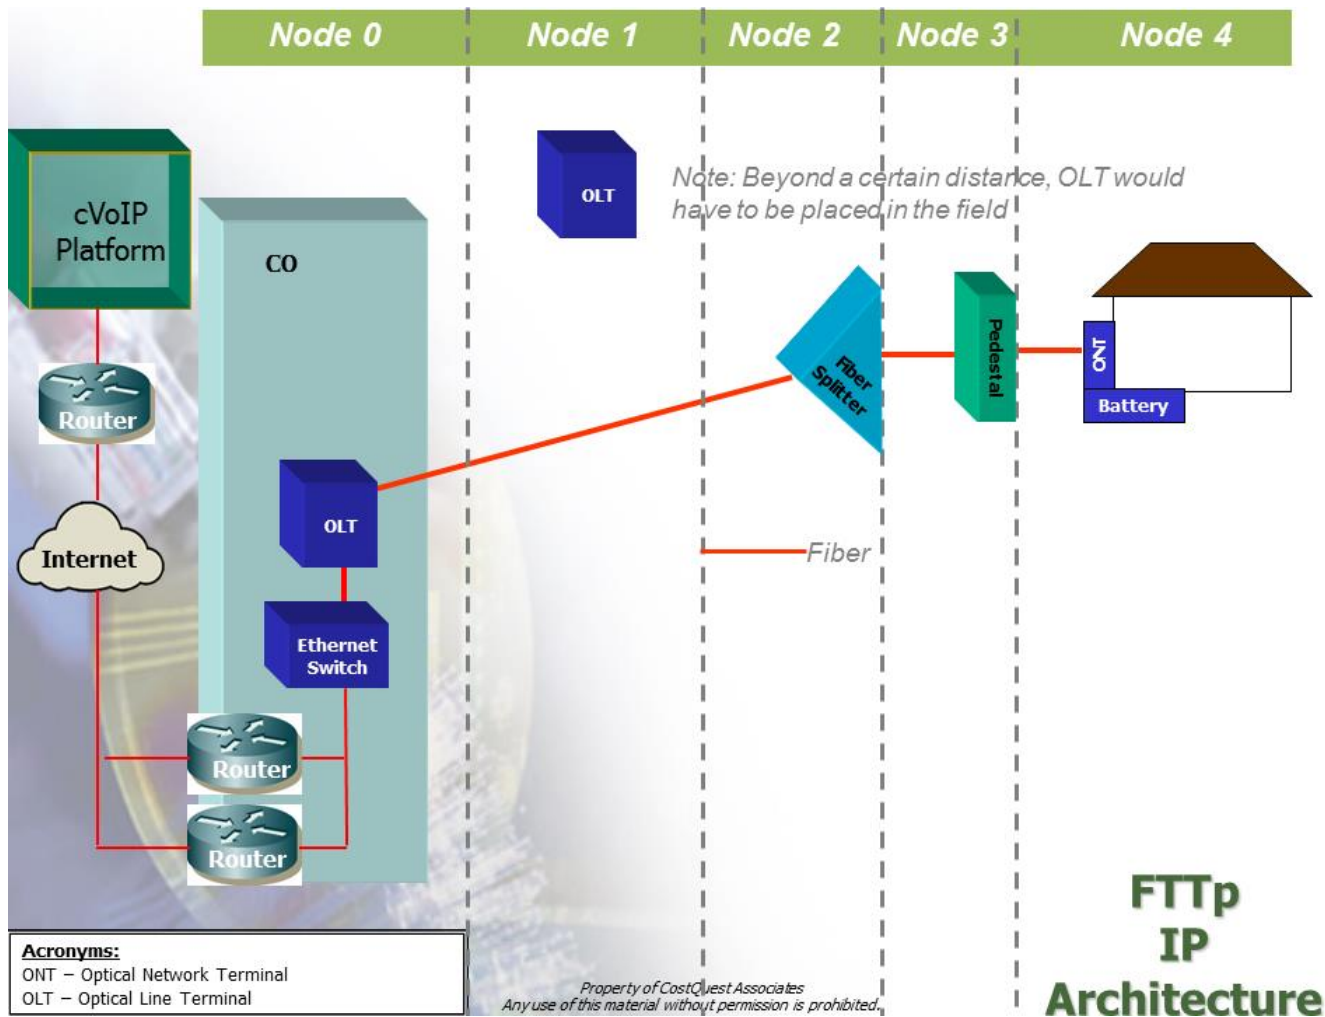 Node 0 Node 1 Node 2 Node 3 Node 4
cVoIP
Platform
OLT
Note: Beyond a certain distance, OLT would
have to be placed in the field
CO
Router
Fiber
Splitter
Pedestal
ONT
Battery
OLT
Internet
Fiber
Ethernet
Switch
Router
Router
FTTp
IP
Architecture
Acronyms:
ONT – Optical Network Terminal
OLT – Optical Line Terminal
Property of CostQuest Associates
Any use of this material without permission is prohibited.